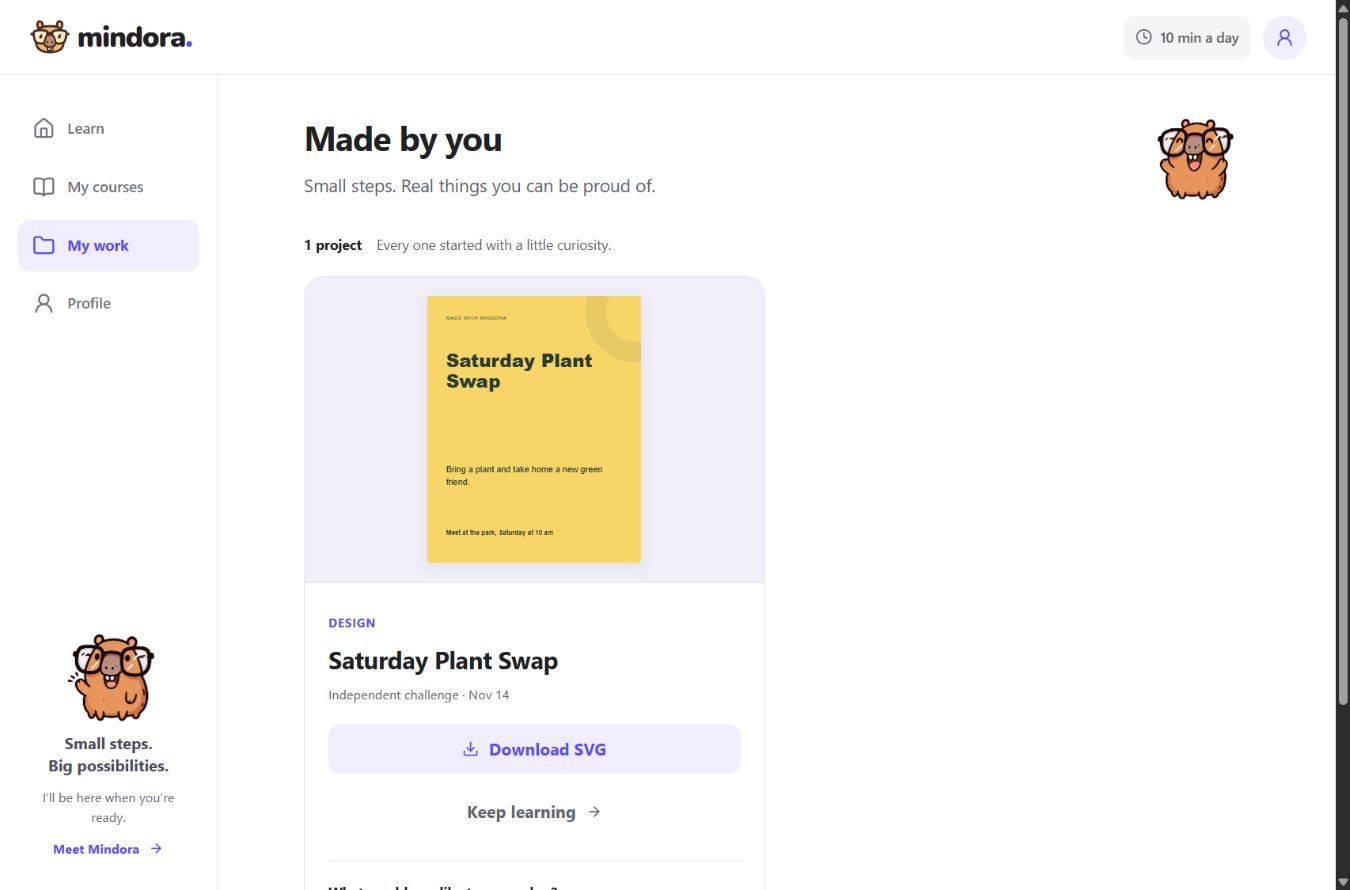 mindora.
10 min a day
Learn
My courses
My work
Profile
Made by you
Small steps. Real things you can be proud of.
1 project Every one started with a little curiosity.
MADE WITH MINDORA
Saturday Plant
Swap
Bring a plant and take home a new green
friend.
Meet at the park, Saturday at 10 am
DESIGN
Saturday Plant Swap
Independent challenge · Nov 14
Download SVG
Keep learning
Small steps.
Big possibilities.
I'll be here when you're
ready.
Meet Mindora